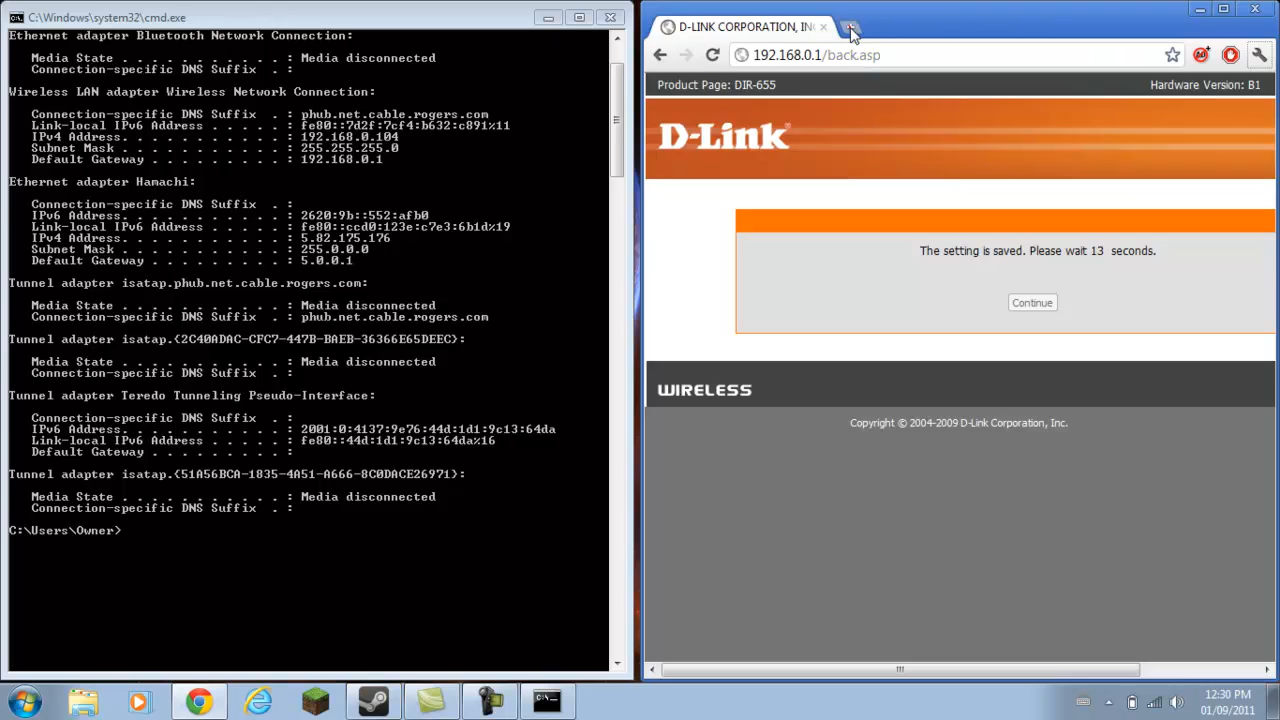 C:\Windows\system32\cmd.exe
Ethernet adapter Bluetooth Network Connection:
Media State . . . . . . . . . . . : Media disconnected
Connection-specific DNS Suffix  . :
Wireless LAN adapter Wireless Network Connection:
Connection-specific DNS Suffix  . : phub.net.cable.rogers.com
Link-local IPv6 Address . . . . . : fe80::7d2f:7cf4:b632:c891%11
IPv4 Address. . . . . . . . . . . : 192.168.0.104
Subnet Mask . . . . . . . . . . . : 255.255.255.0
Default Gateway . . . . . . . . . : 192.168.0.1
Ethernet adapter Hamachi:
Connection-specific DNS Suffix  . :
IPv6 Address. . . . . . . . . . . : 2620:9b::552:afb0
Link-local IPv6 Address . . . . . : fe80::ccd0:123e:c7e3:6b1d%19
IPv4 Address. . . . . . . . . . . : 5.82.175.176
Subnet Mask . . . . . . . . . . . : 255.0.0.0
Default Gateway . . . . . . . . . : 5.0.0.1
Tunnel adapter isatap.phub.net.cable.rogers.com:
Media State . . . . . . . . . . . : Media disconnected
Connection-specific DNS Suffix  . : phub.net.cable.rogers.com
Tunnel adapter isatap.{2C40ADAC-CFC7-447B-BAEB-36366E65DEEC}:
Media State . . . . . . . . . . . : Media disconnected
Connection-specific DNS Suffix  . :
Tunnel adapter Teredo Tunneling Pseudo-Interface:
Connection-specific DNS Suffix  . :
IPv6 Address. . . . . . . . . . . : 2001:0:4137:9e76:44d:1d1:9c13:64da
Link-local IPv6 Address . . . . . : fe80::44d:1d1:9c13:64da%16
Default Gateway . . . . . . . . . :
Tunnel adapter isatap.{51A56BCA-1835-4A51-A666-8C0DACE26971}:
Media State . . . . . . . . . . . : Media disconnected
Connection-specific DNS Suffix  . :
C:\Users\Owner>
D-LINK CORPORATION, IN
192.168.0.1/back.asp
Product Page: DIR-655
Hardware Version: B1
D-Link
The setting is saved. Please wait 13 seconds.
Continue
WIRELESS
Copyright © 2004-2009 D-Link Corporation, Inc.
12:30 PM
01/09/2011